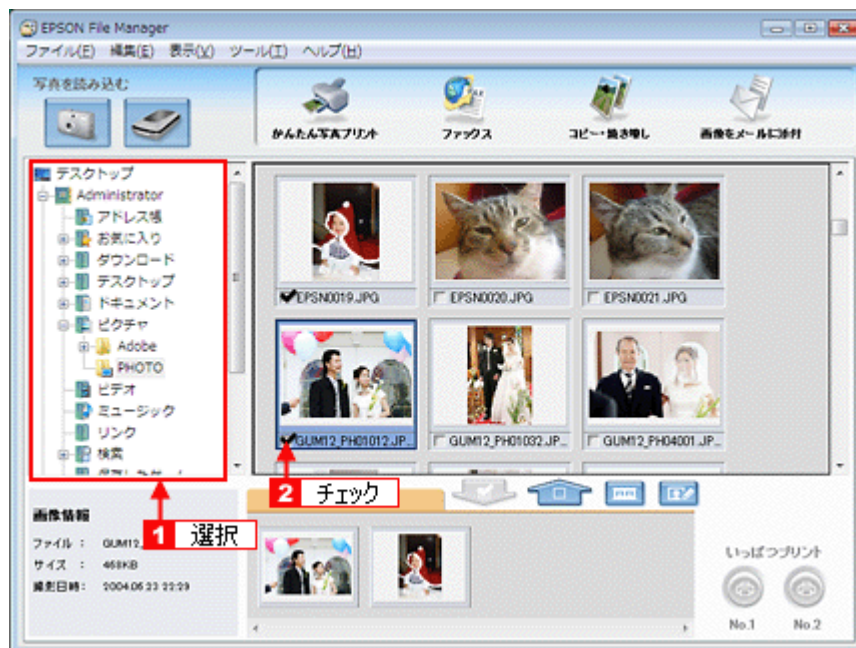 EPSON File Manager
ファイル(F) 編集(E) 表示(V) ツール(T) ヘルプ(H)
写真を読み込む
かんたん写真プリント
ファックス
コピー・焼き増し
画像をメールに添付
デスクトップ
Administrator
アドレス帳
お気に入り
ダウンロード
デスクトップ
ドキュメント
ピクチャ
Adobe
PHOTO
ビデオ
ミュージック
リンク
検索
EPSN0019.JPG
EPSN0020.JPG
EPSN0021.JPG
GUM12_PH01012.JP...
GUM12_PH01032.JP...
GUM12_PH04001.JP...
2 チェック
1 選択
画像情報
ファイル : GUM12_
サイズ : 468KB
撮影日時: 2004.05.23 22:29
いっぱつプリント
No.1 No.2